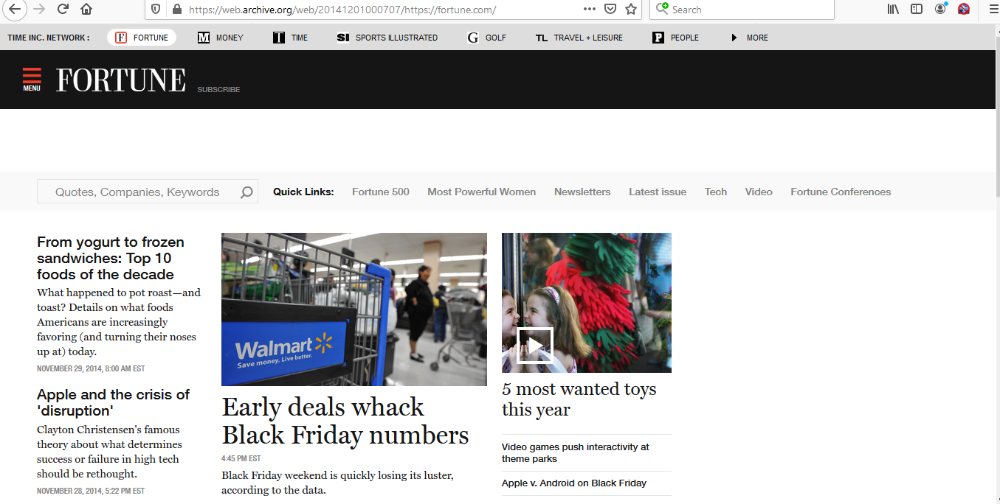 https://web.archive.org/web/20141201000707/https://fortune.com/
Search
TIME INC. NETWORK :
F FORTUNE
M MONEY
T TIME
SI SPORTS ILLUSTRATED
G GOLF
TL TRAVEL + LEISURE
P PEOPLE
MORE
MENU
FORTUNE
SUBSCRIBE
Quotes, Companies, Keywords
Quick Links:
Fortune 500
Most Powerful Women
Newsletters
Latest issue
Tech
Video
Fortune Conferences
From yogurt to frozen
sandwiches: Top 10
foods of the decade
What happened to pot roast—and
toast? Details on what foods
Americans are increasingly
favoring (and turning their noses
up at) today.
NOVEMBER 29, 2014, 8:00 AM EST
Apple and the crisis of
'disruption'
Clayton Christensen's famous
theory about what determines
success or failure in high tech
should be rethought.
NOVEMBER 28, 2014, 5:22 PM EST
Walmart
Save money. Live better.
Early deals whack
Black Friday numbers
4:45 PM EST
Black Friday weekend is quickly losing its luster,
according to the data.
5 most wanted toys
this year
Video games push interactivity at
theme parks
Apple v. Android on Black Friday